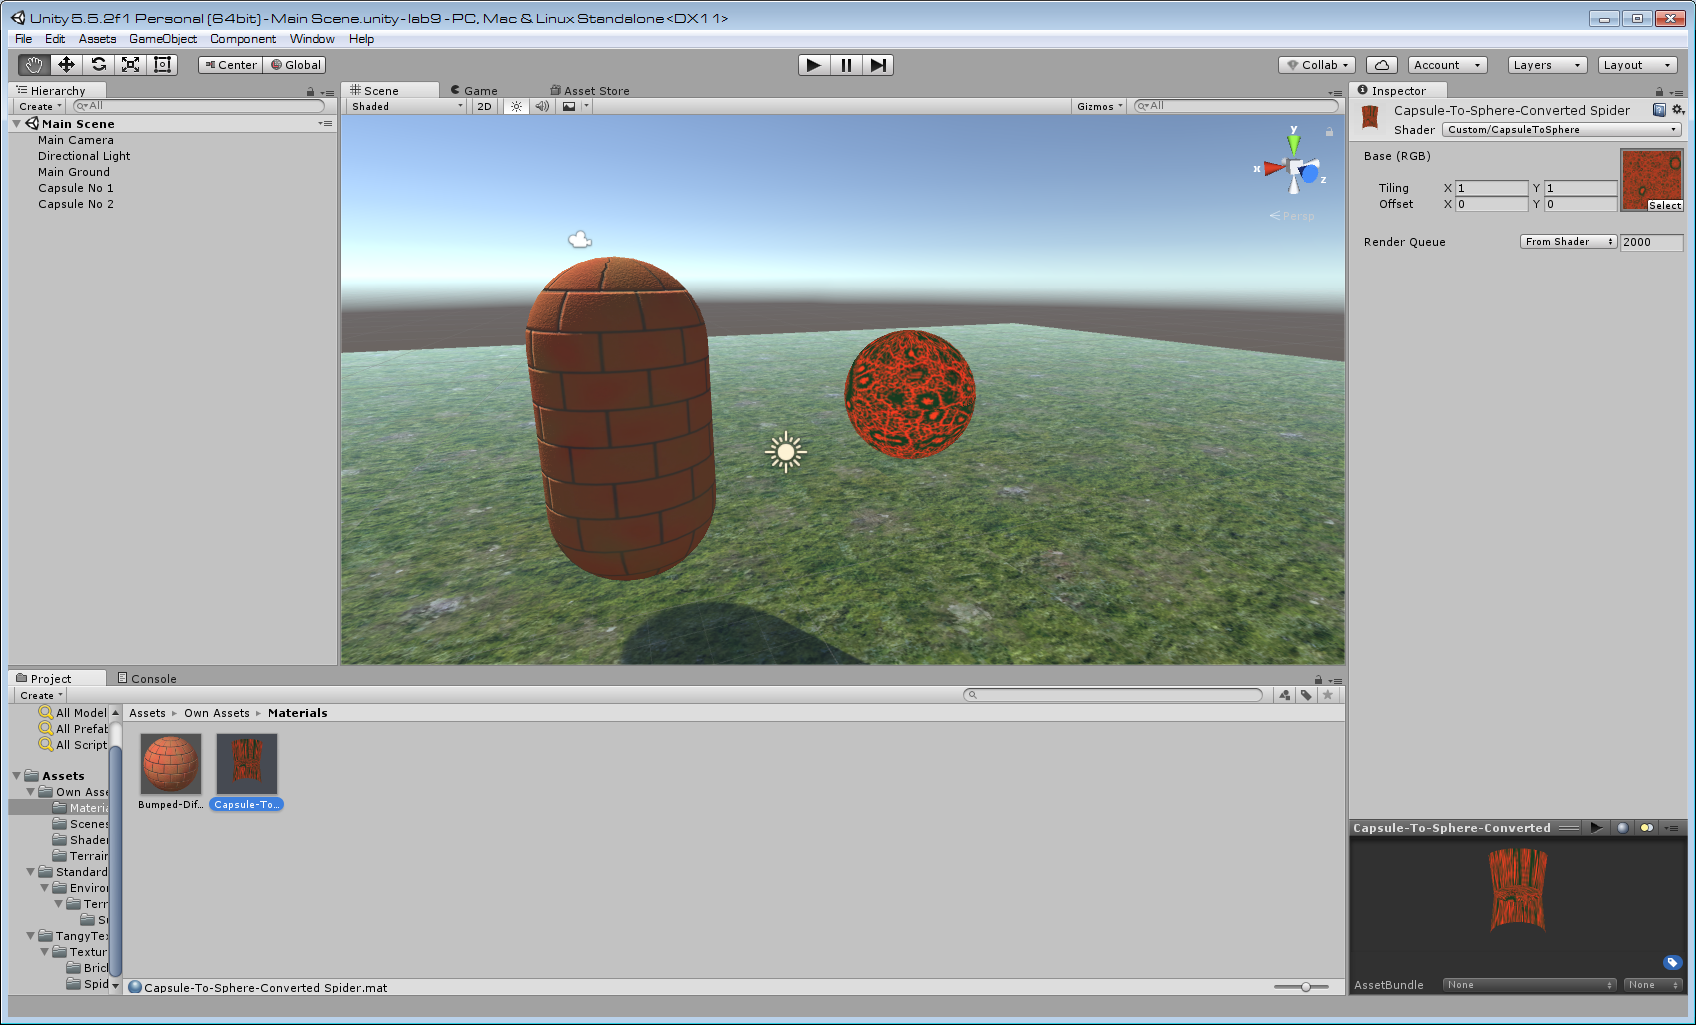 Unity 5.5.2f1 Personal (64bit) - Main Scene.unity - lab9 - PC, Mac & Linux Standalone <DX11>
File Edit Assets GameObject Component Window Help
Center Global Collab Account Layers Layout
Hierarchy
Create All
Main Scene
Main Camera
Directional Light
Main Ground
Capsule No 1
Capsule No 2
Scene Game Asset Store
Shaded 2D Gizmos All
y
x
z
Persp
Inspector
Capsule-To-Sphere-Converted Spider
Shader Custom/CapsuleToSphere
Base (RGB)
Tiling X 1 Y 1
Offset X 0 Y 0
Select
Render Queue From Shader 2000
Project Console
Create
All Model
All Prefab
All Script
Assets
Own Asse
Materia
Scenes
Shader
Terrain
Standard
Enviro
Terr
S
TangyTe
Textur
Bric
Spid
Assets Own Assets Materials
Bumped-Dif... Capsule-To...
Capsule-To-Sphere-Converted Spider.mat
Capsule-To-Sphere-Converted
AssetBundle None None